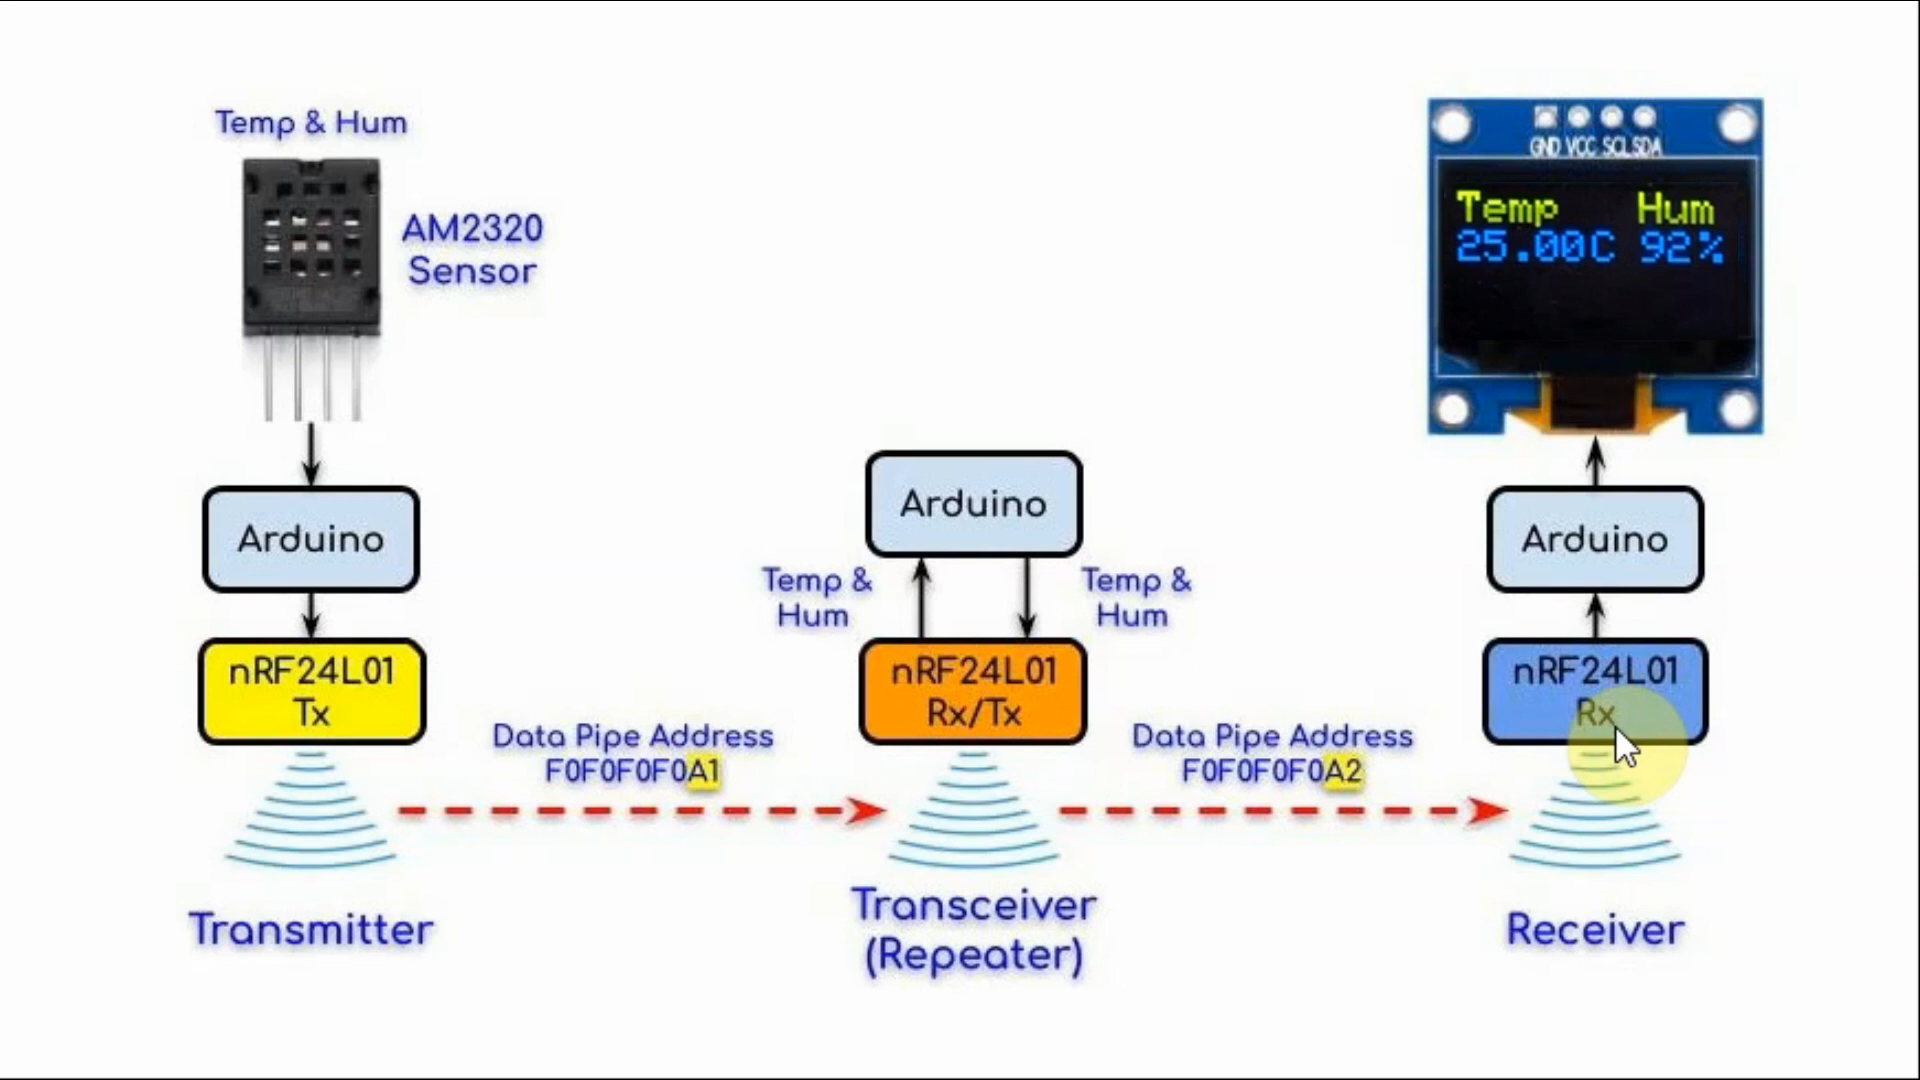 Temp & Hum
AM2320
Sensor
Arduino
nRF24L01
Tx
Data Pipe Address
F0F0F0F0A1
Transmitter
Arduino
Temp &
Hum
Temp &
Hum
nRF24L01
Rx/Tx
Data Pipe Address
F0F0F0F0A2
Transceiver
(Repeater)
GND VCC SCL SDA
Temp Hum
25.00C 92%
Arduino
nRF24L01
Rx
Receiver